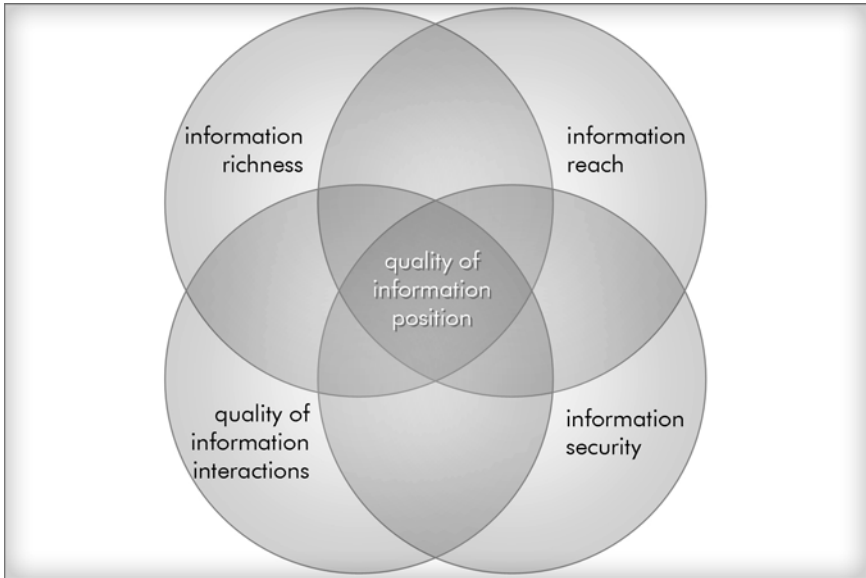 information
richness
information
reach
quality of
information
position
quality of
information
interactions
information
security